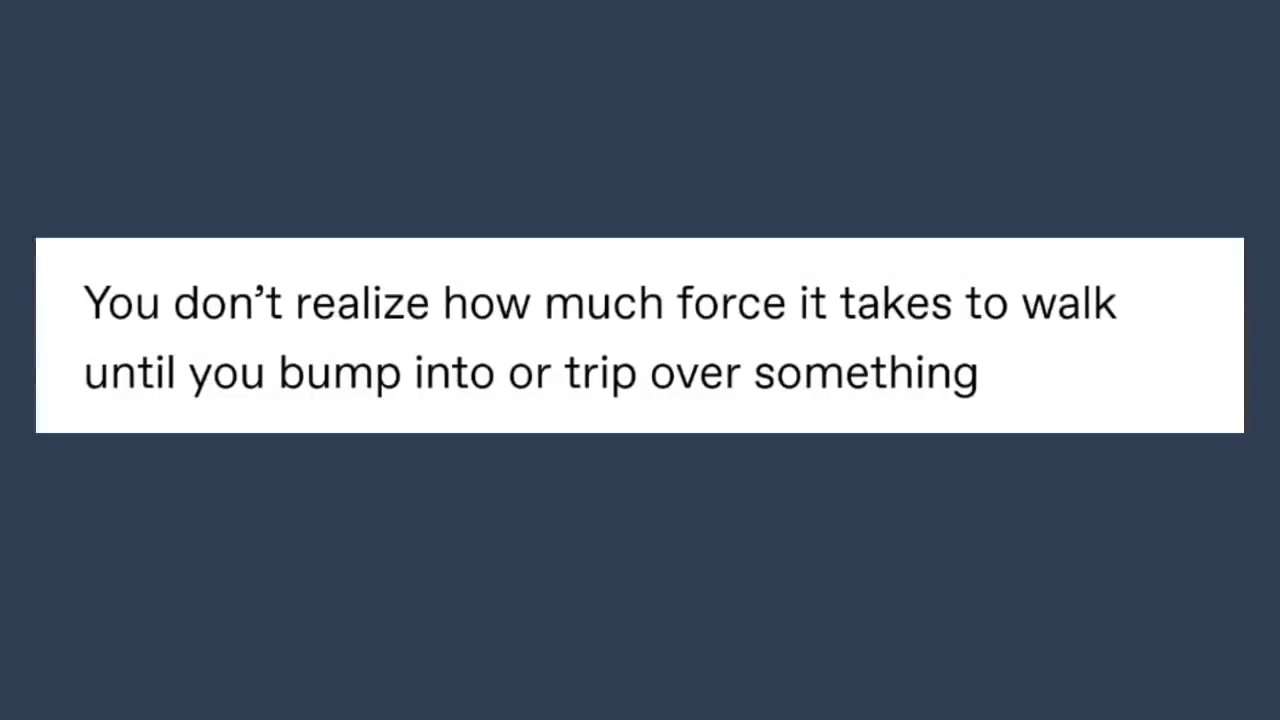 You don’t realize how much force it takes to walk
until you bump into or trip over something